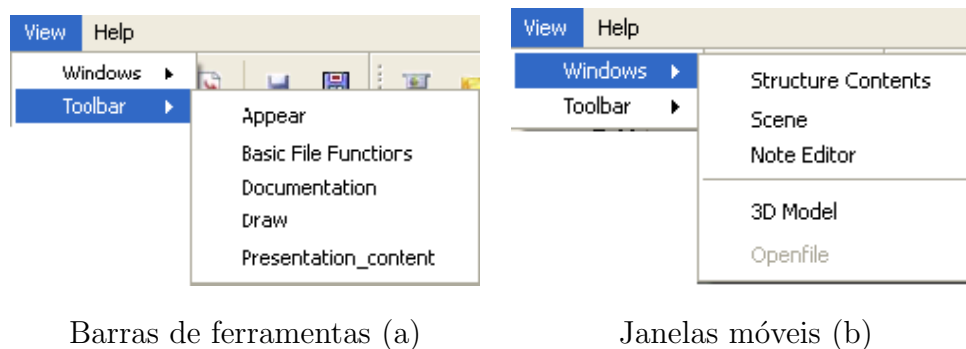 View Help
Windows
Toolbar
Appear
Basic File Functions
Documentation
Draw
Presentation_content
Barras de ferramentas (a)
View Help
Windows
Toolbar
Structure Contents
Scene
Note Editor
3D Model
Openfile
Janelas móveis (b)